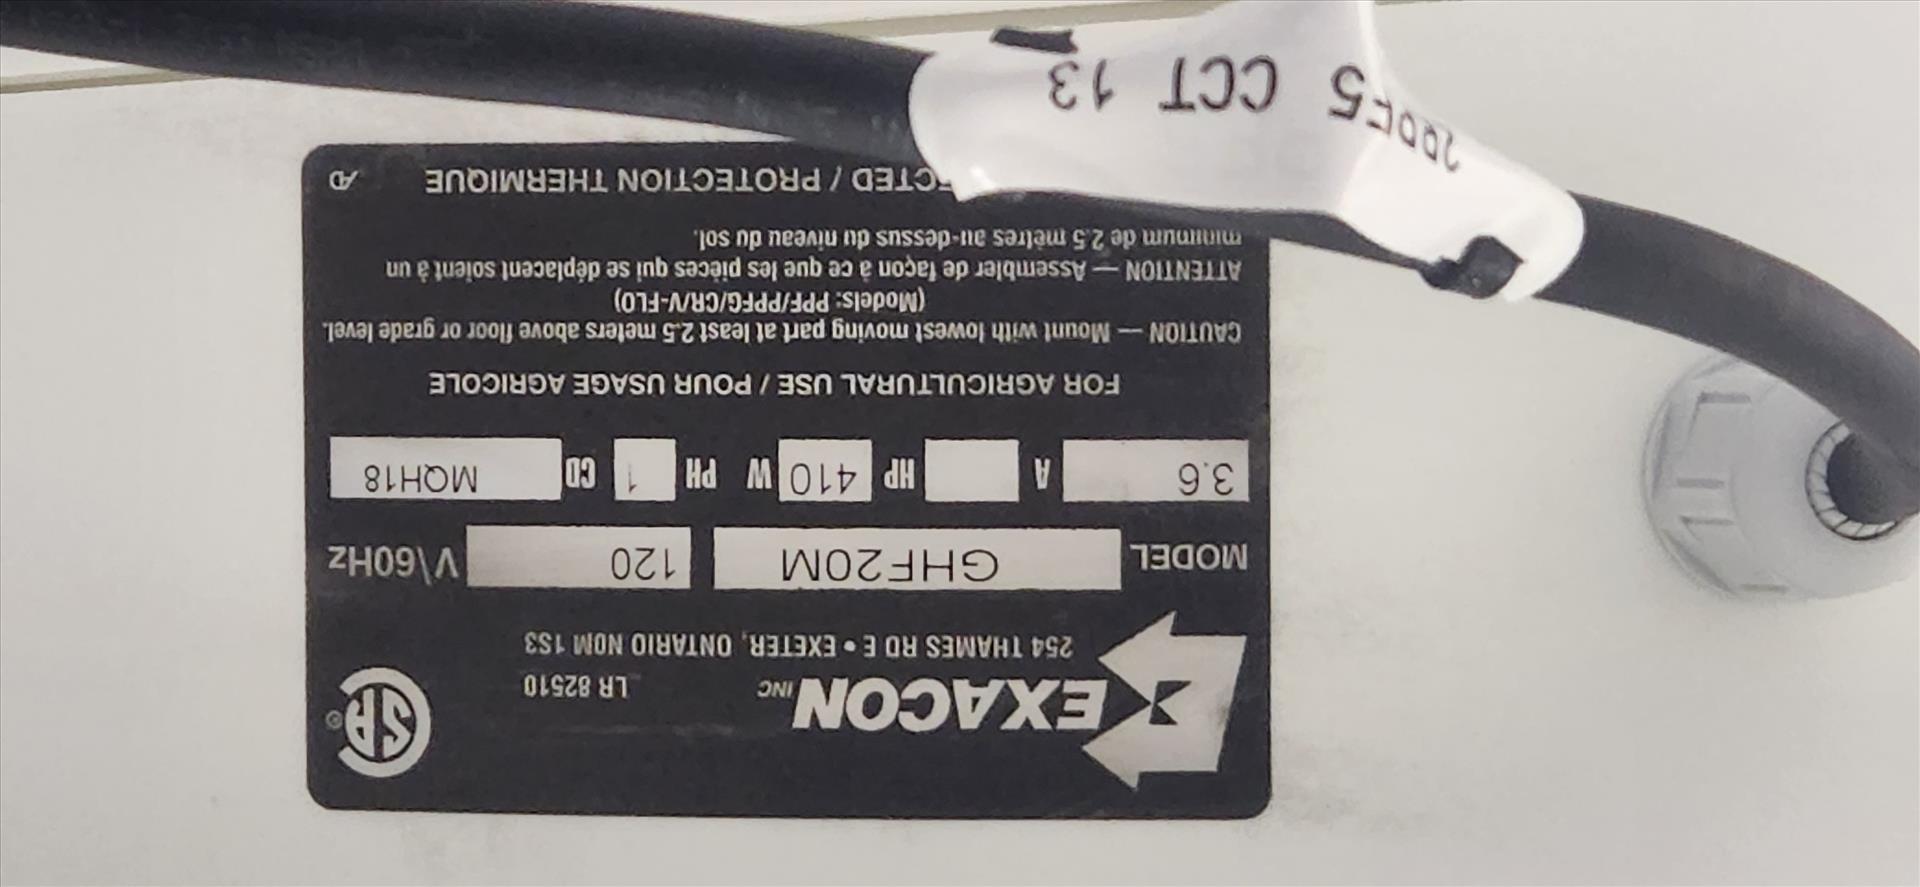 EXACON INC
LR 82510
SA
254 THAMES RD E • EXETER, ONTARIO N0M 1S3
MODEL GHF20M 120 V\60Hz
3.6 A HP 410 W PH 1 CD MQH18
FOR AGRICULTURAL USE / POUR USAGE AGRICOLE
CAUTION — Mount with lowest moving part at least 2.5 meters above floor or grade level.
(Models: PPF/PPFG/CR/V-FLO)
ATTENTION — Assembler de façon à ce que les pièces qui se déplacent soient à un
minimum de 2.5 mètres au-dessus du niveau du sol.
/ PROTECTION THERMIQUE
CCT 13